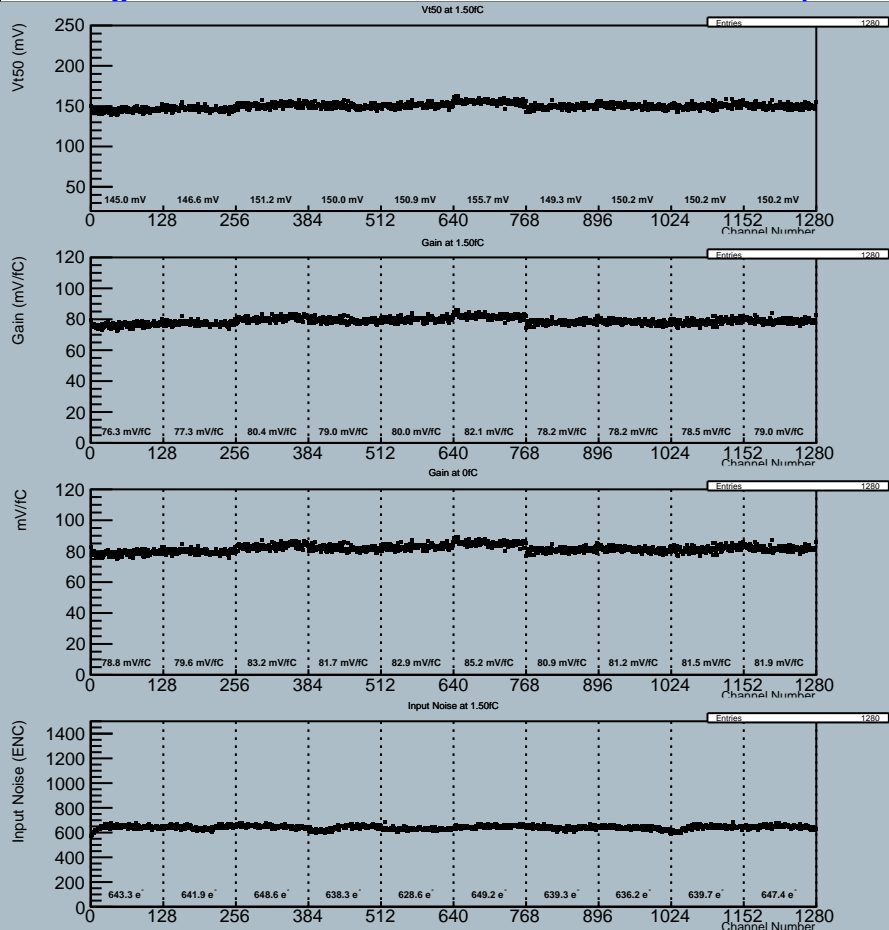 Vt50 at 1.50fC
Entries 1280
Vt50 (mV)
250
200
150
100
50
145.0 mV 146.6 mV 151.2 mV 150.0 mV 150.9 mV 155.7 mV 149.3 mV 150.2 mV 150.2 mV 150.2 mV
0 128 256 384 512 640 768 896 1024 1152 1280
Channel Number
Gain at 1.50fC
Entries 1280
Gain (mV/fC)
120
100
80
60
40
20
0
76.3 mV/fC 77.3 mV/fC 80.4 mV/fC 79.0 mV/fC 80.0 mV/fC 82.1 mV/fC 78.2 mV/fC 78.2 mV/fC 78.5 mV/fC 79.0 mV/fC
0 128 256 384 512 640 768 896 1024 1152 1280
Channel Number
Gain at 0fC
Entries 1280
mV/fC
120
100
80
60
40
20
0
78.8 mV/fC 79.6 mV/fC 83.2 mV/fC 81.7 mV/fC 82.9 mV/fC 85.2 mV/fC 80.9 mV/fC 81.2 mV/fC 81.5 mV/fC 81.9 mV/fC
0 128 256 384 512 640 768 896 1024 1152 1280
Channel Number
Input Noise at 1.50fC
Entries 1280
Input Noise (ENC)
1400
1200
1000
800
600
400
200
0
643.3 e⁻ 641.9 e⁻ 648.6 e⁻ 638.3 e⁻ 628.6 e⁻ 649.2 e⁻ 639.3 e⁻ 636.2 e⁻ 639.7 e⁻ 647.4 e⁻
0 128 256 384 512 640 768 896 1024 1152 1280
Channel Number